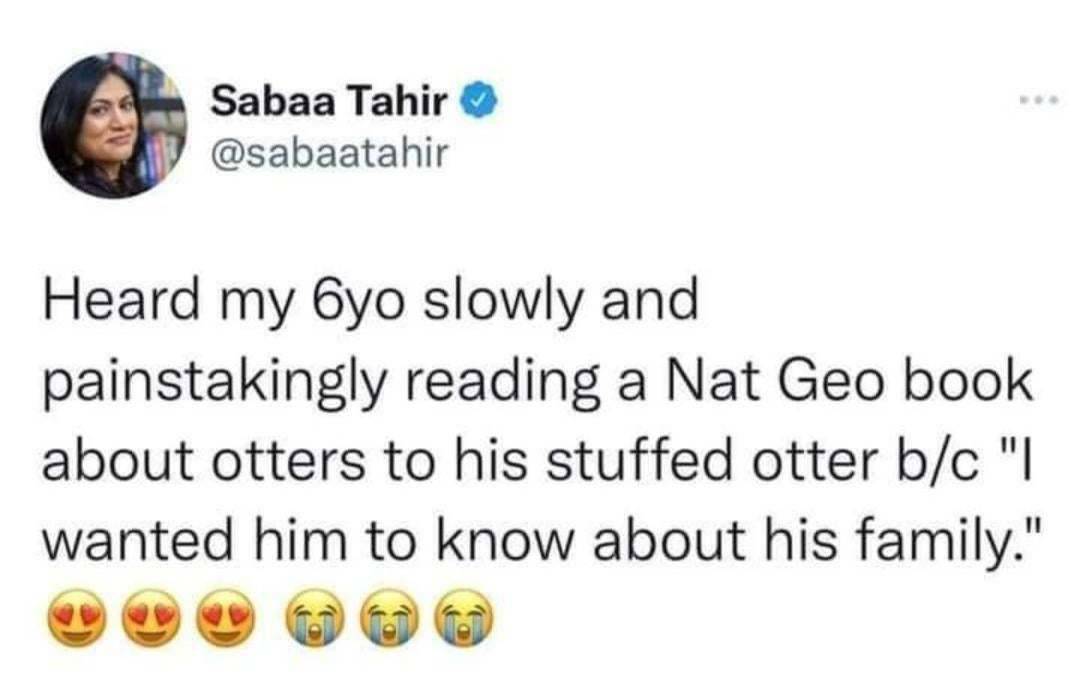 Sabaa Tahir
@sabaatahir
Heard my 6yo slowly and
painstakingly reading a Nat Geo book
about otters to his stuffed otter b/c "I
wanted him to know about his family."
😍😍😍 😭😭😭